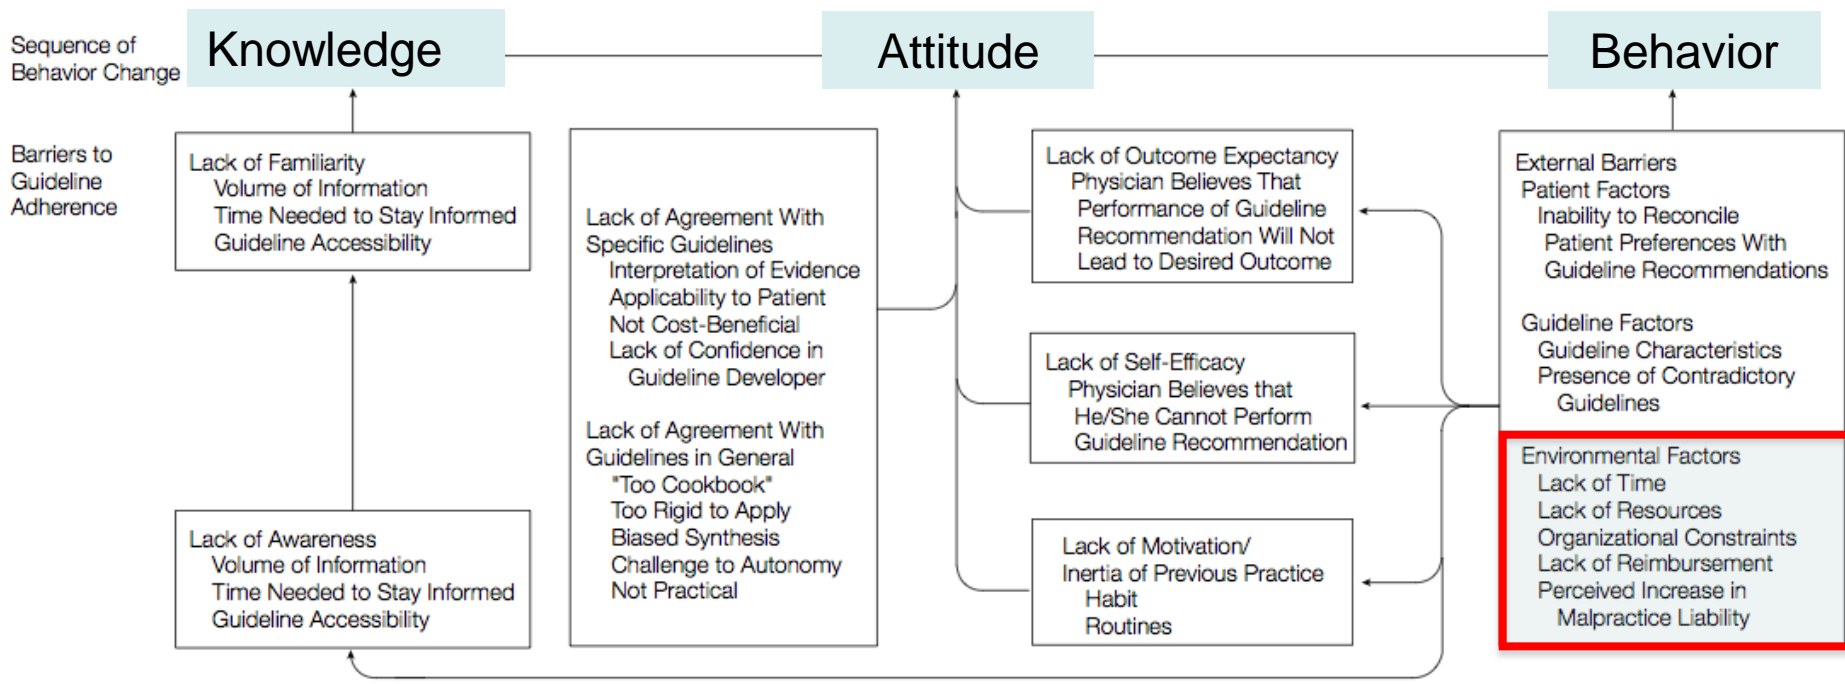 Sequence of
Behavior Change
Knowledge
Attitude
Behavior
Barriers to
Guideline
Adherence
Lack of Familiarity
Volume of Information
Time Needed to Stay Informed
Guideline Accessibility
Lack of Awareness
Volume of Information
Time Needed to Stay Informed
Guideline Accessibility
Lack of Agreement With
Specific Guidelines
Interpretation of Evidence
Applicability to Patient
Not Cost-Beneficial
Lack of Confidence in
Guideline Developer
Lack of Agreement With
Guidelines in General
"Too Cookbook"
Too Rigid to Apply
Biased Synthesis
Challenge to Autonomy
Not Practical
Lack of Outcome Expectancy
Physician Believes That
Performance of Guideline
Recommendation Will Not
Lead to Desired Outcome
Lack of Self-Efficacy
Physician Believes that
He/She Cannot Perform
Guideline Recommendation
Lack of Motivation/
Inertia of Previous Practice
Habit
Routines
External Barriers
Patient Factors
Inability to Reconcile
Patient Preferences With
Guideline Recommendations
Guideline Factors
Guideline Characteristics
Presence of Contradictory
Guidelines
Environmental Factors
Lack of Time
Lack of Resources
Organizational Constraints
Lack of Reimbursement
Perceived Increase in
Malpractice Liability